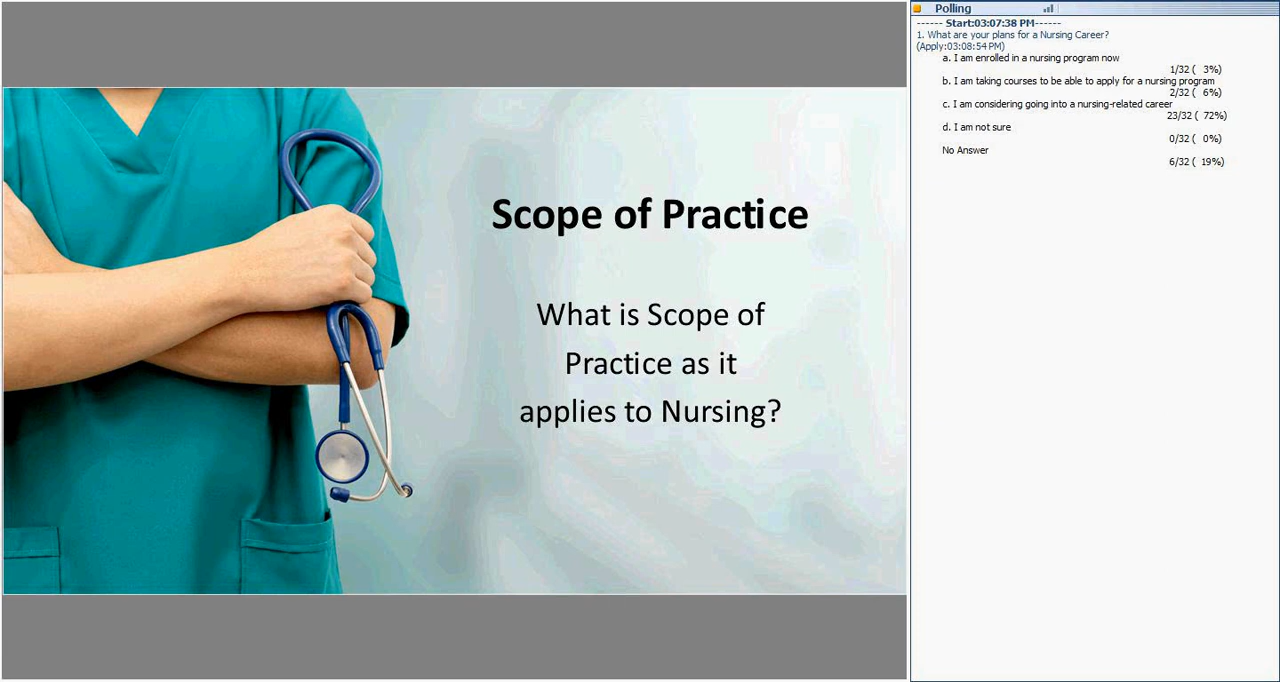 Scope of Practice
What is Scope of
Practice as it
applies to Nursing?
Polling
------ Start:03:07:38 PM------
1. What are your plans for a Nursing Career?
(Apply:03:08:54 PM)
a. I am enrolled in a nursing program now
1/32 ( 3%)
b. I am taking courses to be able to apply for a nursing program
2/32 ( 6%)
c. I am considering going into a nursing-related career
23/32 ( 72%)
d. I am not sure
0/32 ( 0%)
No Answer
6/32 ( 19%)